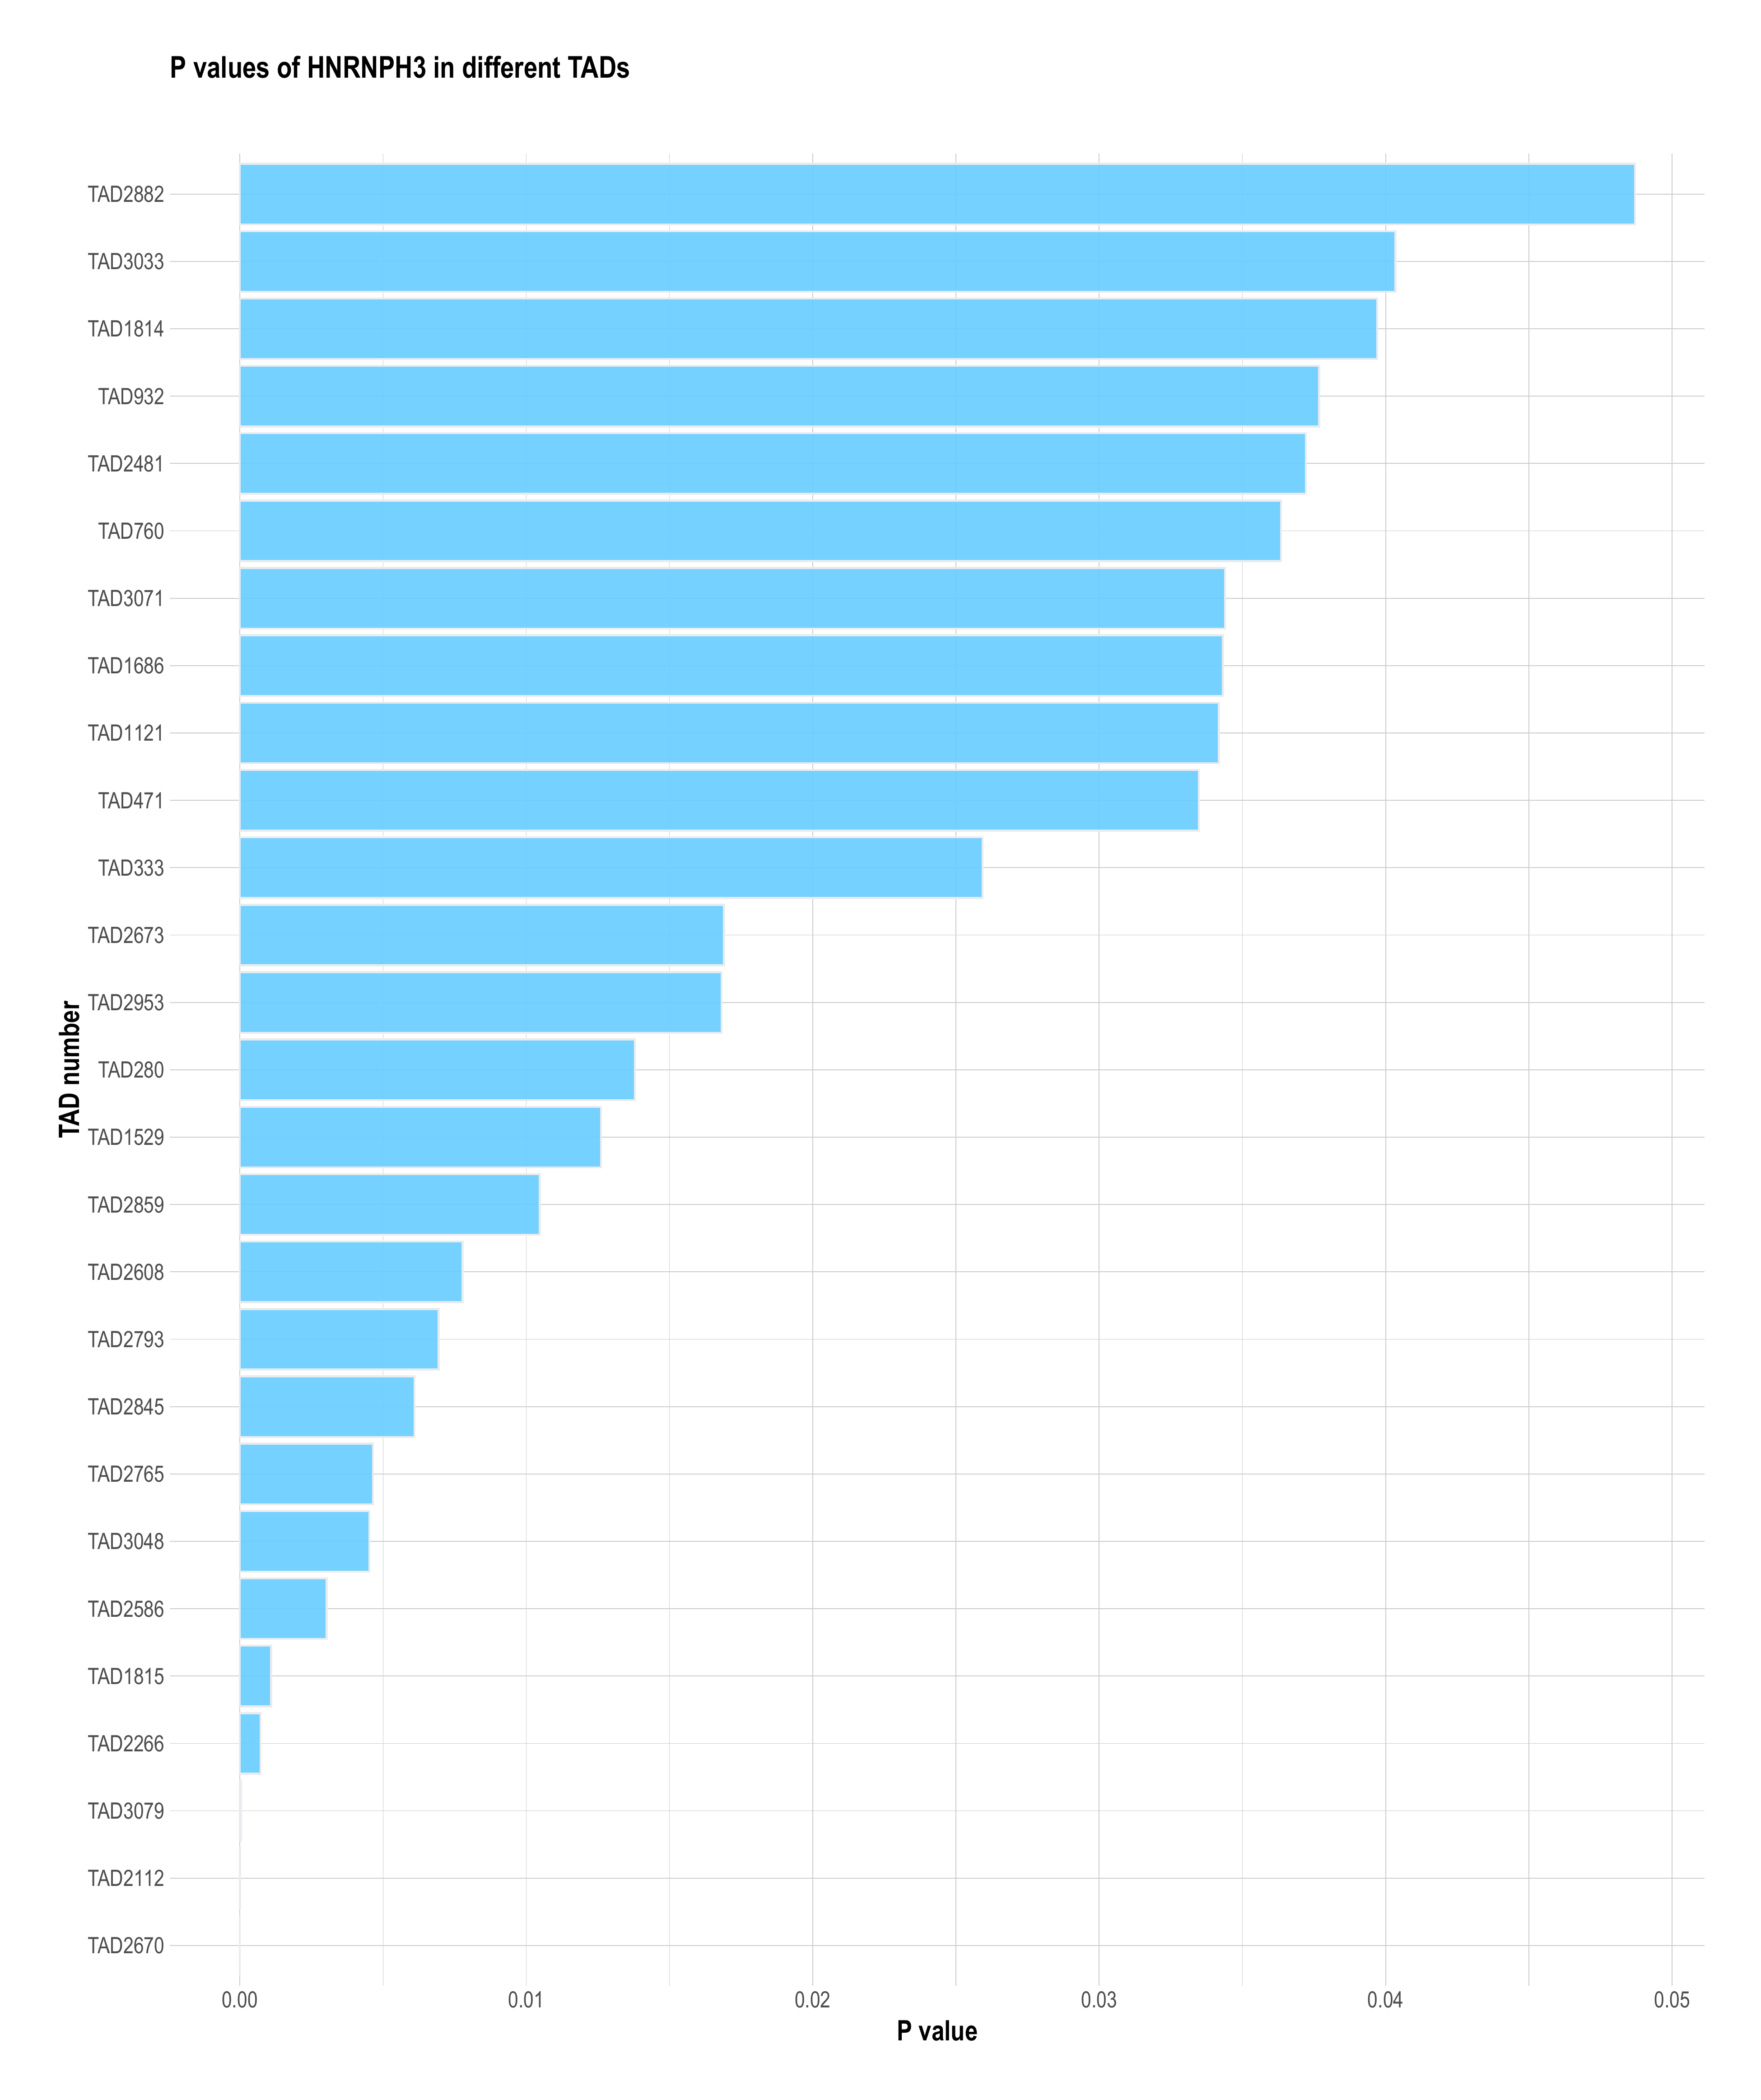 P values of HNRNPH3 in different TADs
TAD number
TAD2882
TAD3033
TAD1814
TAD932
TAD2481
TAD760
TAD3071
TAD1686
TAD1121
TAD471
TAD333
TAD2673
TAD2953
TAD280
TAD1529
TAD2859
TAD2608
TAD2793
TAD2845
TAD2765
TAD3048
TAD2586
TAD1815
TAD2266
TAD3079
TAD2112
TAD2670
0.00 0.01 0.02 0.03 0.04 0.05
P value